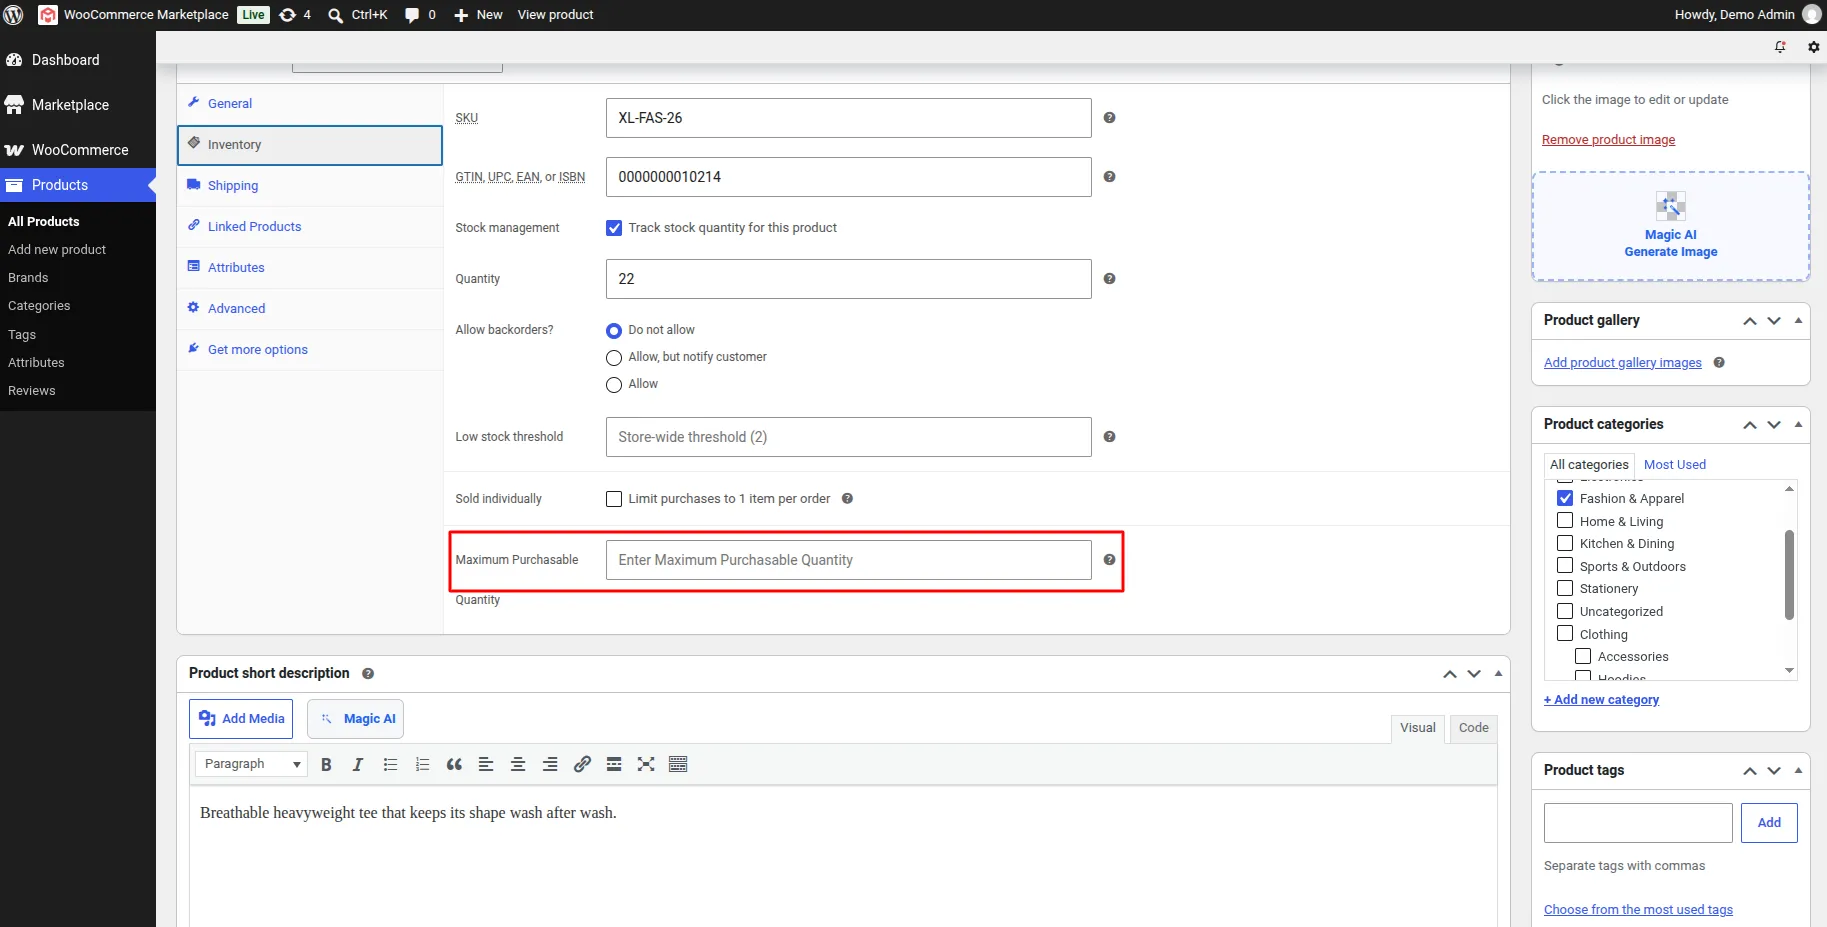 WooCommerce Marketplace Live 4 Ctrl+K 0 New View product Howdy, Demo Admin
Dashboard
Marketplace
WooCommerce
Products
All Products
Add new product
Brands
Categories
Tags
Attributes
Reviews
General
Inventory
Shipping
Linked Products
Attributes
Advanced
Get more options
SKU XL-FAS-26
GTIN, UPC, EAN, or ISBN 0000000010214
Stock management Track stock quantity for this product
Quantity 22
Allow backorders? Do not allow
Allow, but notify customer
Allow
Low stock threshold Store-wide threshold (2)
Sold individually Limit purchases to 1 item per order
Maximum Purchasable Enter Maximum Purchasable Quantity
Quantity
Product short description
Add Media Magic AI
Visual Code
Paragraph
Breathable heavyweight tee that keeps its shape wash after wash.
Click the image to edit or update
Remove product image
Magic AI
Generate Image
Product gallery
Add product gallery images
Product categories
All categories Most Used
Electronics
Fashion & Apparel
Home & Living
Kitchen & Dining
Sports & Outdoors
Stationery
Uncategorized
Clothing
Accessories
Hoodies
+ Add new category
Product tags
Add
Separate tags with commas
Choose from the most used tags